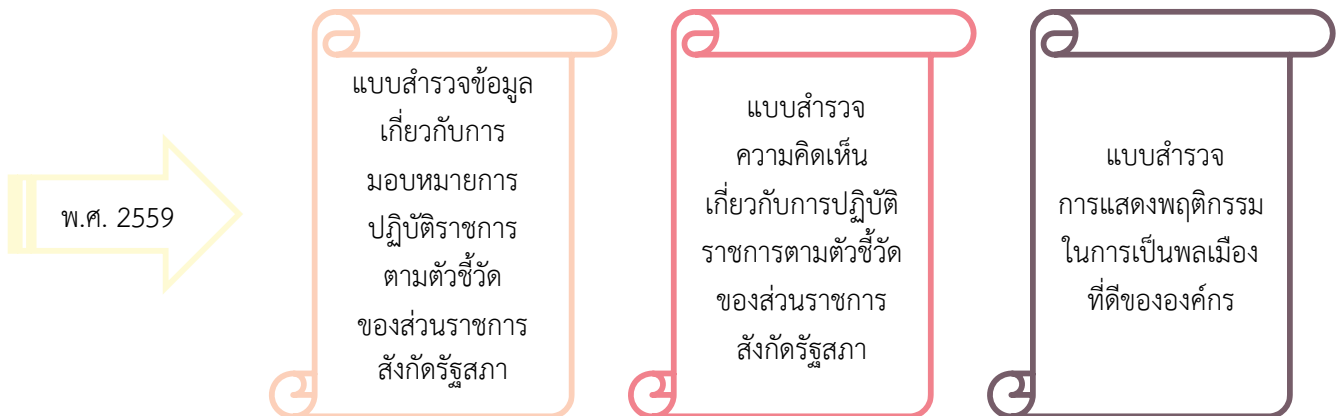 พ.ศ. 2559
แบบสำรวจข้อมูล
เกี่ยวกับการ
มอบหมายการ
ปฏิบัติราชการ
ตามตัวชี้วัด
ของส่วนราชการ
สังกัดรัฐสภา
แบบสำรวจ
ความคิดเห็น
เกี่ยวกับการปฏิบัติ
ราชการตามตัวชี้วัด
ของส่วนราชการ
สังกัดรัฐสภา
แบบสำรวจ
การแสดงพฤติกรรม
ในการเป็นพลเมือง
ที่ดีขององค์กร